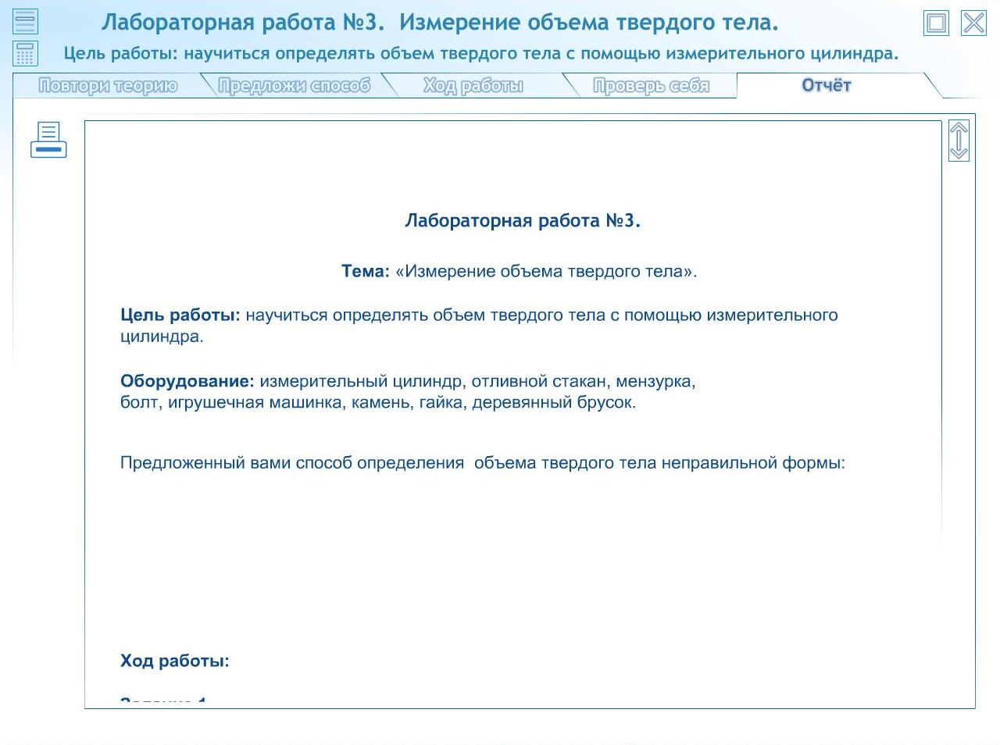 Лабораторная работа №3.  Измерение объема твердого тела.
Цель работы: научиться определять объем твердого тела с помощью измерительного цилиндра.
Повтори теорию Предложи способ Ход работы Проверь себя Отчёт
Лабораторная работа №3.
Тема: «Измерение объема твердого тела».
Цель работы: научиться определять объем твердого тела с помощью измерительного
цилиндра.
Оборудование: измерительный цилиндр, отливной стакан, мензурка,
болт, игрушечная машинка, камень, гайка, деревянный брусок.
Предложенный вами способ определения  объема твердого тела неправильной формы:
Ход работы: